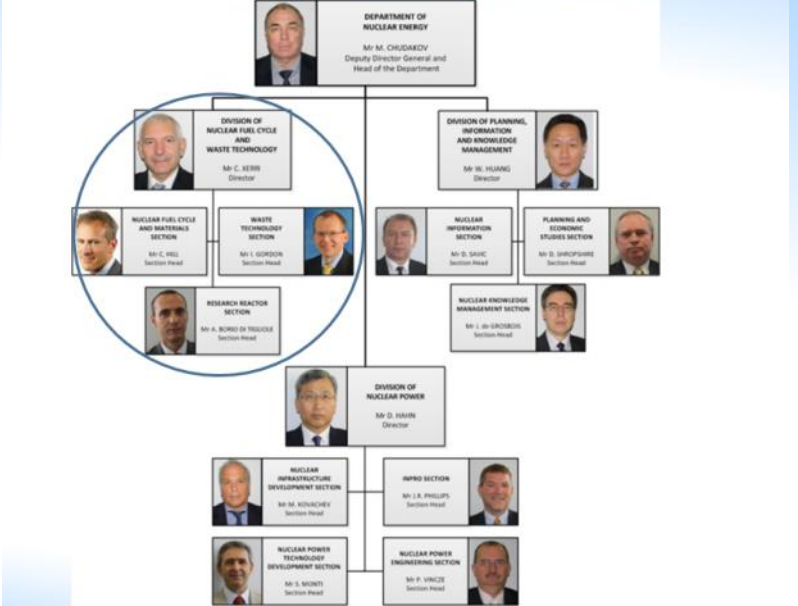 DEPARTMENT OF
NUCLEAR ENERGY
Mr M. CHUDAKOV
Deputy Director General and
Head of the Department
DIVISION OF
NUCLEAR FUEL CYCLE
AND
WASTE TECHNOLOGY
Mr C. XERRI
Director
DIVISION OF PLANNING,
INFORMATION
AND KNOWLEDGE
MANAGEMENT
Mr W. HUANG
Director
NUCLEAR FUEL CYCLE
AND MATERIALS
SECTION
Mr C. HILL
Section Head
WASTE
TECHNOLOGY
SECTION
Mr I. GORDON
Section Head
NUCLEAR
INFORMATION
SECTION
Mr D. SAVIC
Section Head
PLANNING AND
ECONOMIC
STUDIES SECTION
Mr D. SHROPSHIRE
Section Head
RESEARCH REACTOR
SECTION
Mr A. BORIO DI TIGLIOLE
Section Head
NUCLEAR KNOWLEDGE
MANAGEMENT SECTION
Mr J. de GROSBOIS
Section Head
DIVISION OF
NUCLEAR POWER
Mr D. HAHN
Director
NUCLEAR
INFRASTRUCTURE
DEVELOPMENT SECTION
Mr M. KOVACHEV
Section Head
INPRO SECTION
Mr J.R. PHILLIPS
Section Head
NUCLEAR POWER
TECHNOLOGY
DEVELOPMENT SECTION
Mr S. MONTI
Section Head
NUCLEAR POWER
ENGINEERING SECTION
Mr P. VINCZE
Section Head